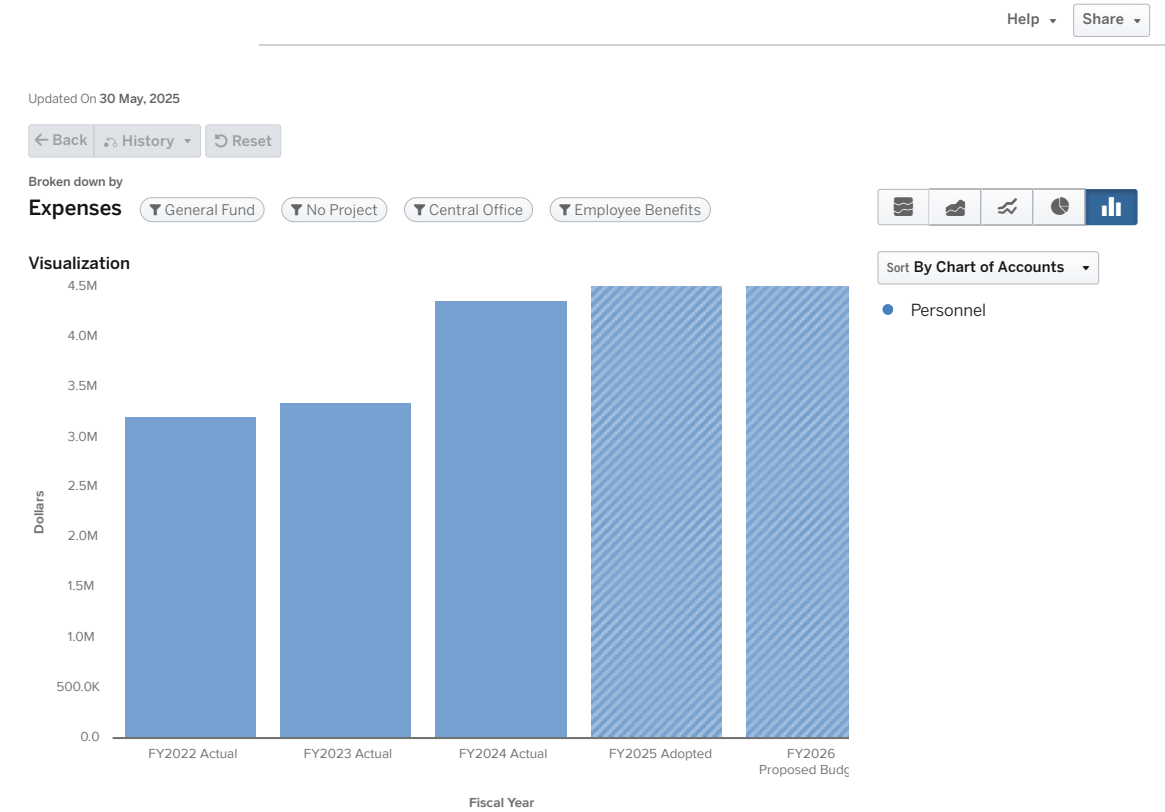 Help
Share
Updated On 30 May, 2025
Back
History
Reset
Broken down by
Expenses
General Fund
No Project
Central Office
Employee Benefits
Visualization
Sort By Chart of Accounts
Personnel
4.5M
4.0M
3.5M
3.0M
2.5M
2.0M
1.5M
1.0M
500.0K
0.0
Dollars
FY2022 Actual
FY2023 Actual
FY2024 Actual
FY2025 Adopted
FY2026
Proposed Budg
Fiscal Year